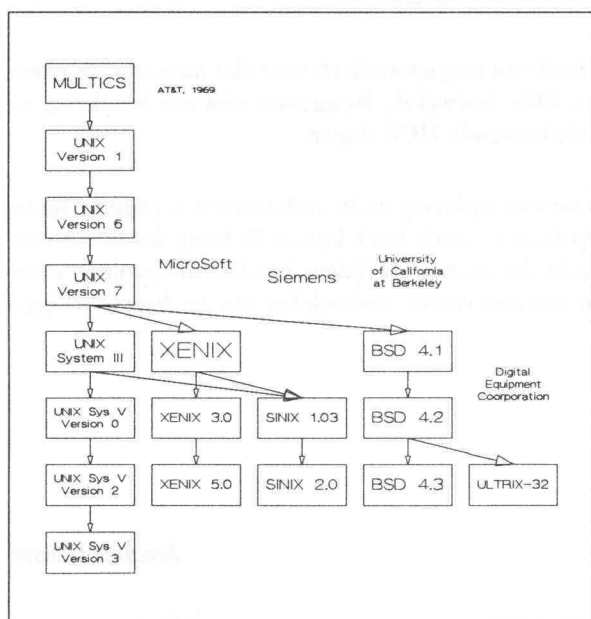 MULTICS
AT&T, 1969
UNIX
Version 1
UNIX
Version 6
UNIX
Version 7
MicroSoft
Siemens
University
of California
at Berkeley
UNIX
System III
XENIX
BSD 4.1
Digital
Equipment
Coorporation
UNIX Sys V
Version 0
XENIX 3.0
SINIX 1.03
BSD 4.2
UNIX Sys V
Version 2
XENIX 5.0
SINIX 2.0
BSD 4.3
ULTRIX-32
UNIX Sys V
Version 3